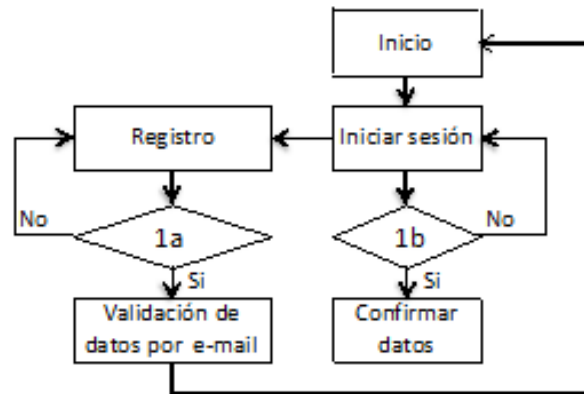 Inicio
Registro
Iniciar sesión
No
1a
1b
No
Si
Si
Validación de
datos por e-mail
Confirmar
datos